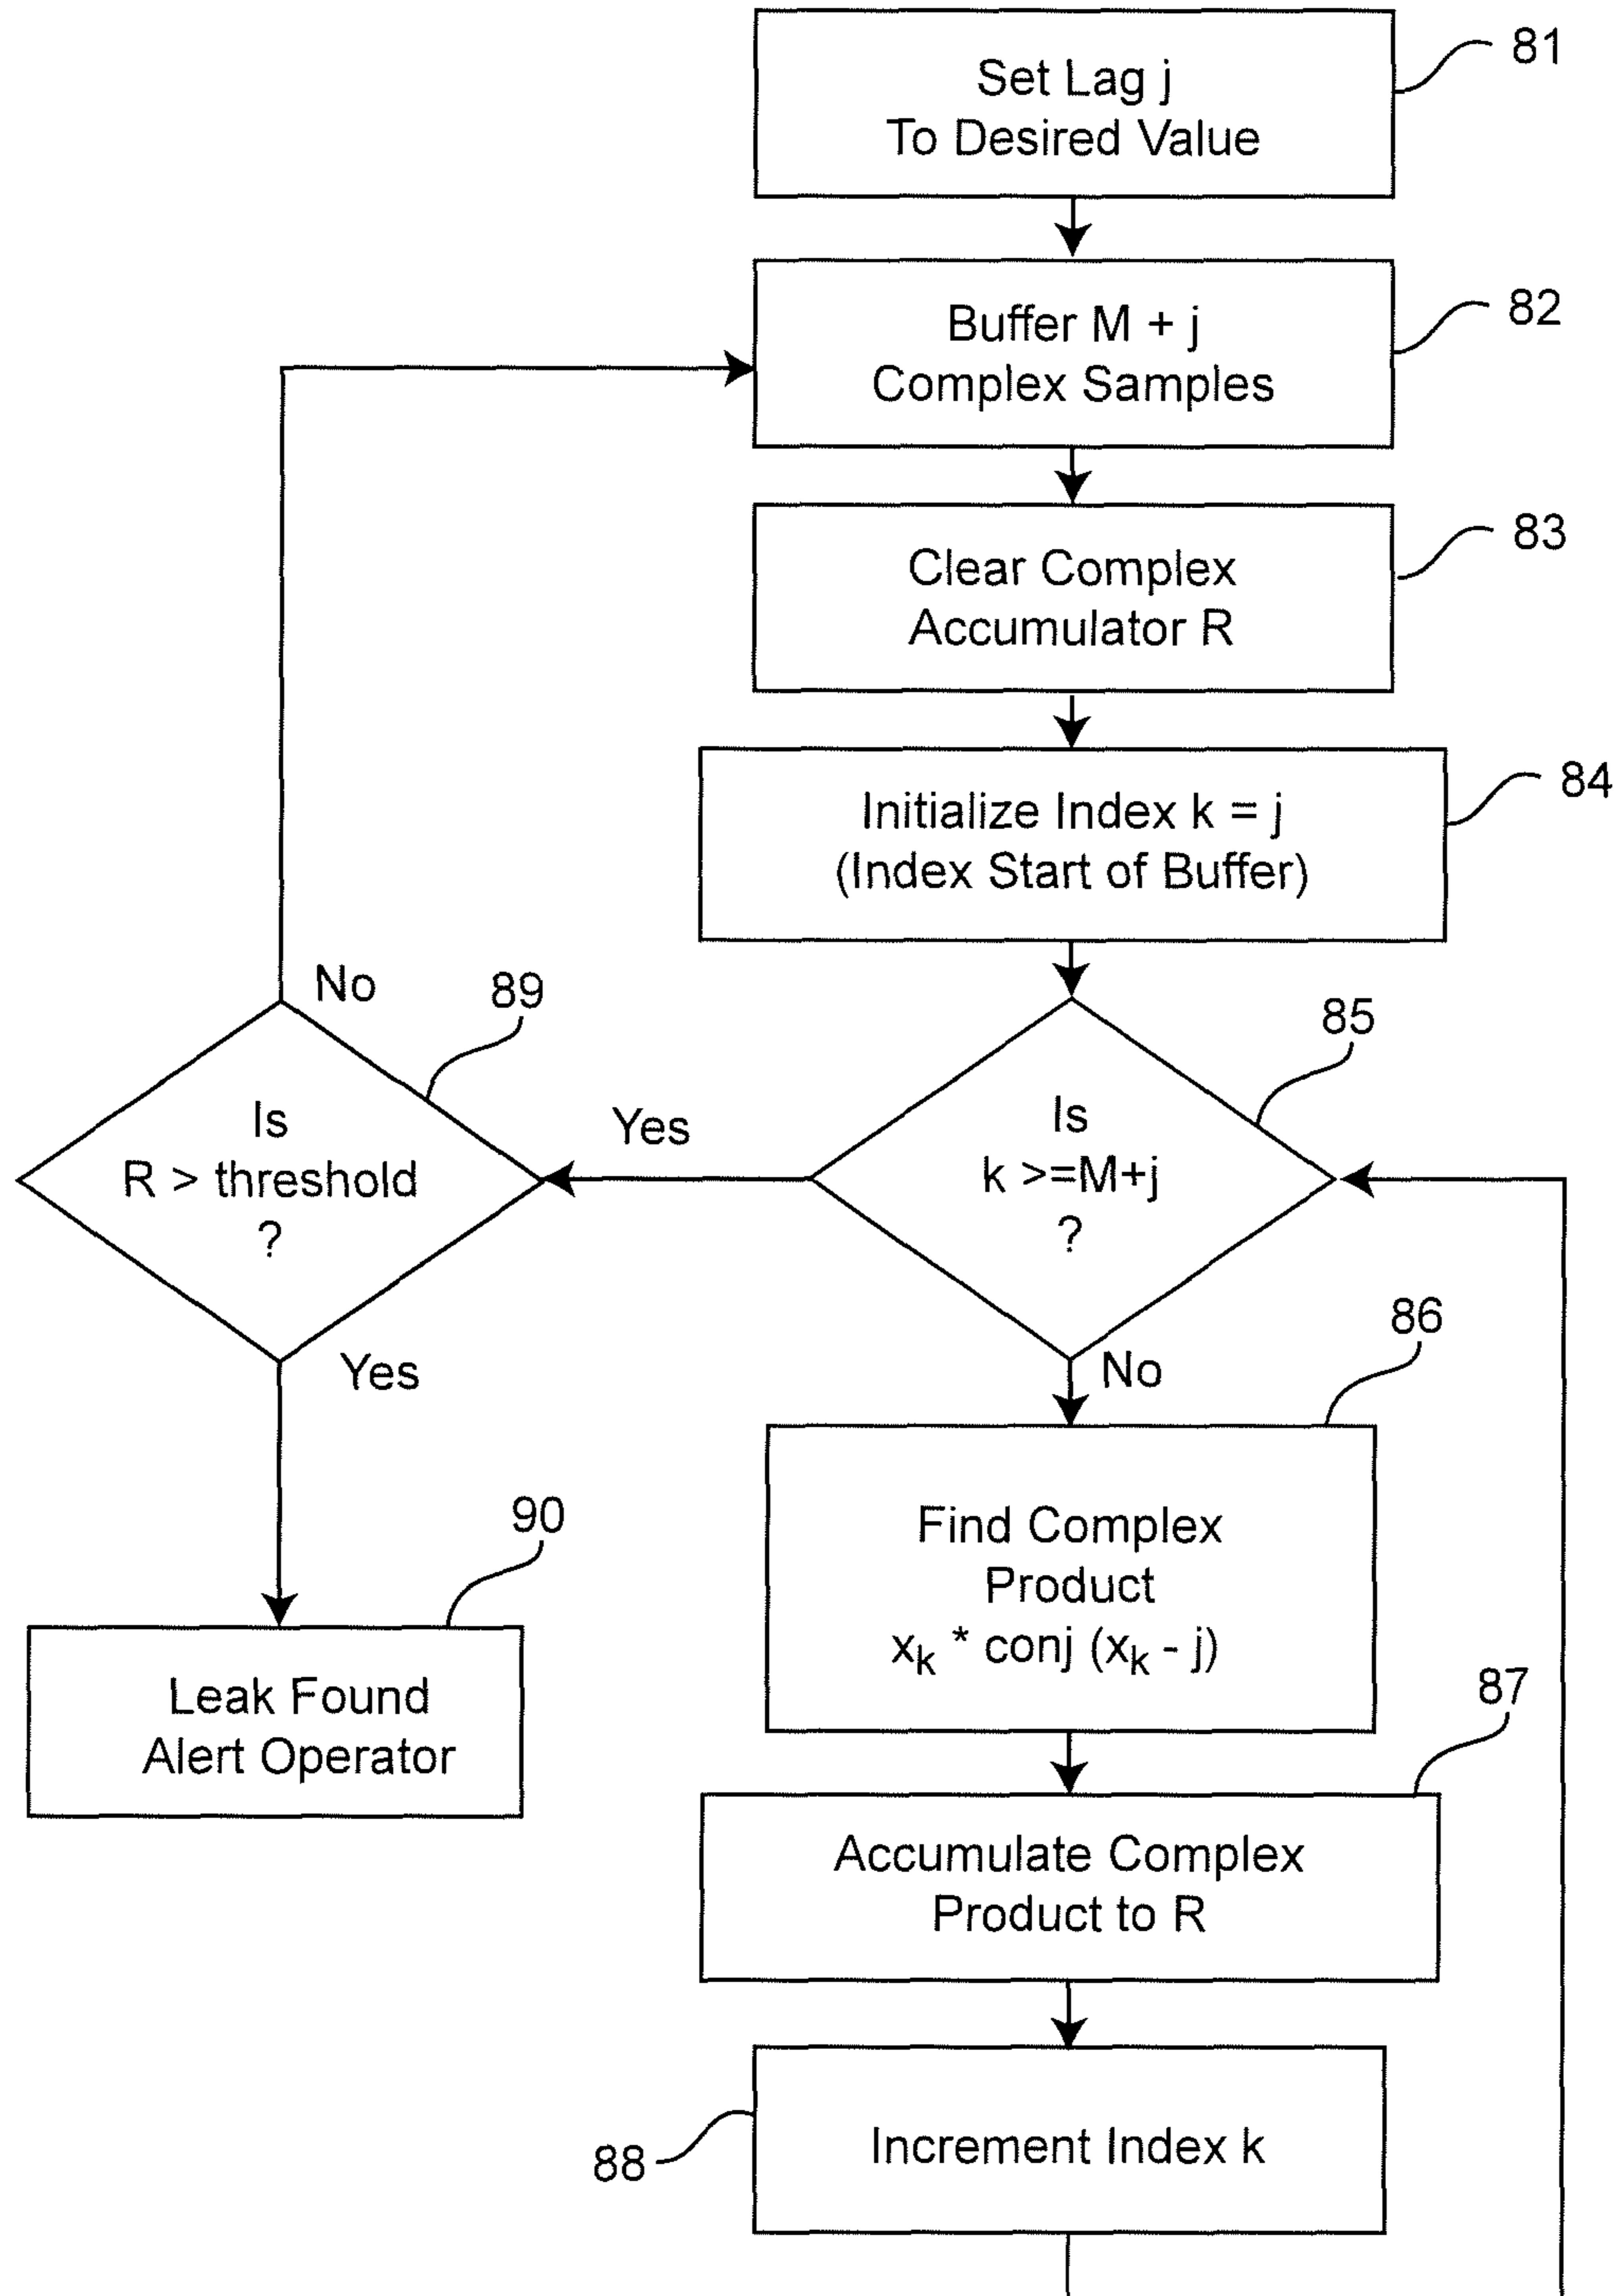 Set Lag j
To Desired Value
81
Buffer M + j
Complex Samples
82
Clear Complex
Accumulator R
83
Initialize Index k = j
(Index Start of Buffer)
84
No
89
Is
R > threshold
?
Yes
85
Is
k >=M+j
?
Yes
No
86
Find Complex
Product
x_k * conj (x_k - j)
90
Leak Found
Alert Operator
87
Accumulate Complex
Product to R
Increment Index k
88